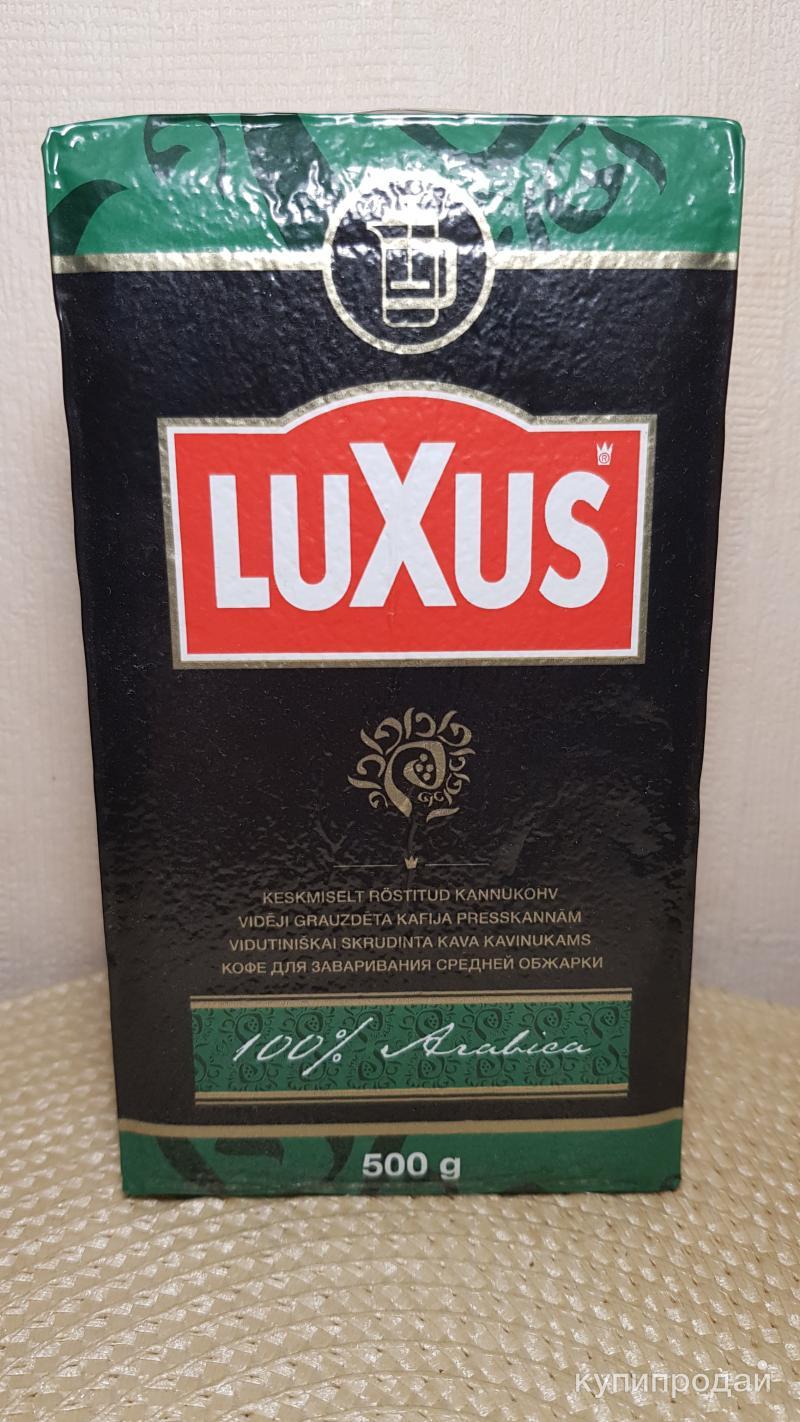 LUXUS
®
KESKMISELT RÖSTITUD KANNUKOHV
VIDĒJI GRAUZDĒTA KAFIJA PRESSKANNĀM
VIDUTINIŠKAI SKRUDINTA KAVA KAVINUKAMS
КОФЕ ДЛЯ ЗАВАРИВАНИЯ СРЕДНЕЙ ОБЖАРКИ
100% Arabica
500 g
купипродай